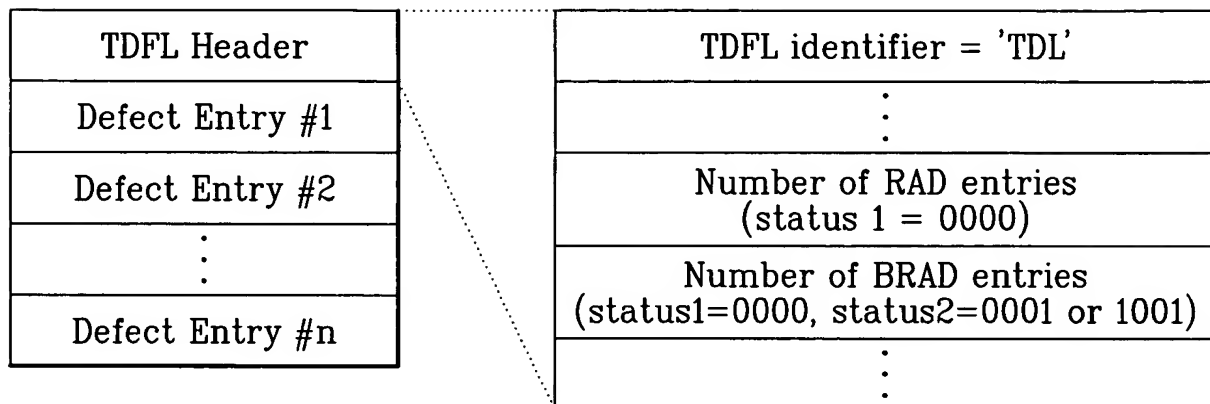 TDFL Header
Defect Entry #1
Defect Entry #2
Defect Entry #n
TDFL identifier = 'TDL'
Number of RAD entries
(status 1 = 0000)
Number of BRAD entries
(status1=0000, status2=0001 or 1001)